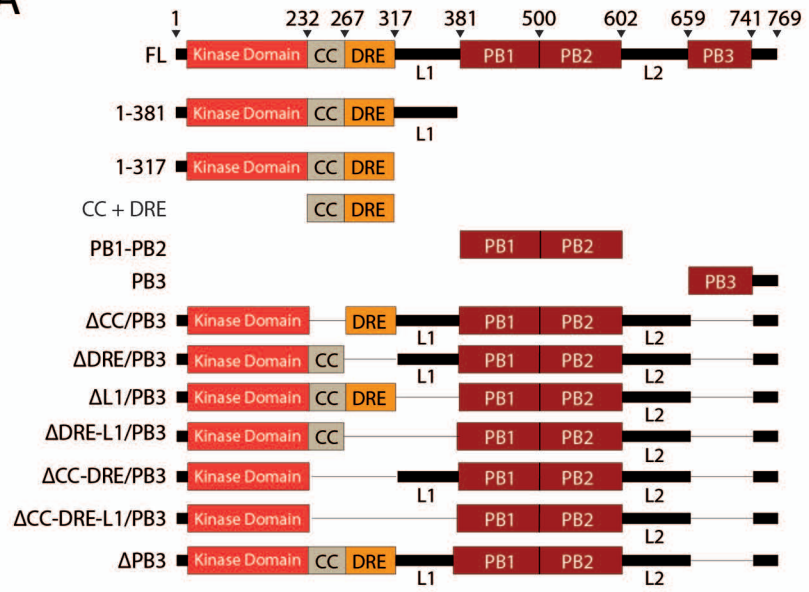 A
1 232 267 317 381 500 602 659 741 769
FL Kinase Domain CC DRE L1 PB1 PB2 L2 PB3
1-381 Kinase Domain CC DRE L1
1-317 Kinase Domain CC DRE
CC + DRE CC DRE
PB1-PB2 PB1 PB2
PB3 PB3
ΔCC/PB3 Kinase Domain DRE L1 PB1 PB2 L2
ΔDRE/PB3 Kinase Domain CC L1 PB1 PB2 L2
ΔL1/PB3 Kinase Domain CC DRE PB1 PB2 L2
ΔDRE-L1/PB3 Kinase Domain CC PB1 PB2 L2
ΔCC-DRE/PB3 Kinase Domain L1 PB1 PB2 L2
ΔCC-DRE-L1/PB3 Kinase Domain PB1 PB2 L2
ΔPB3 Kinase Domain CC DRE L1 PB1 PB2 L2